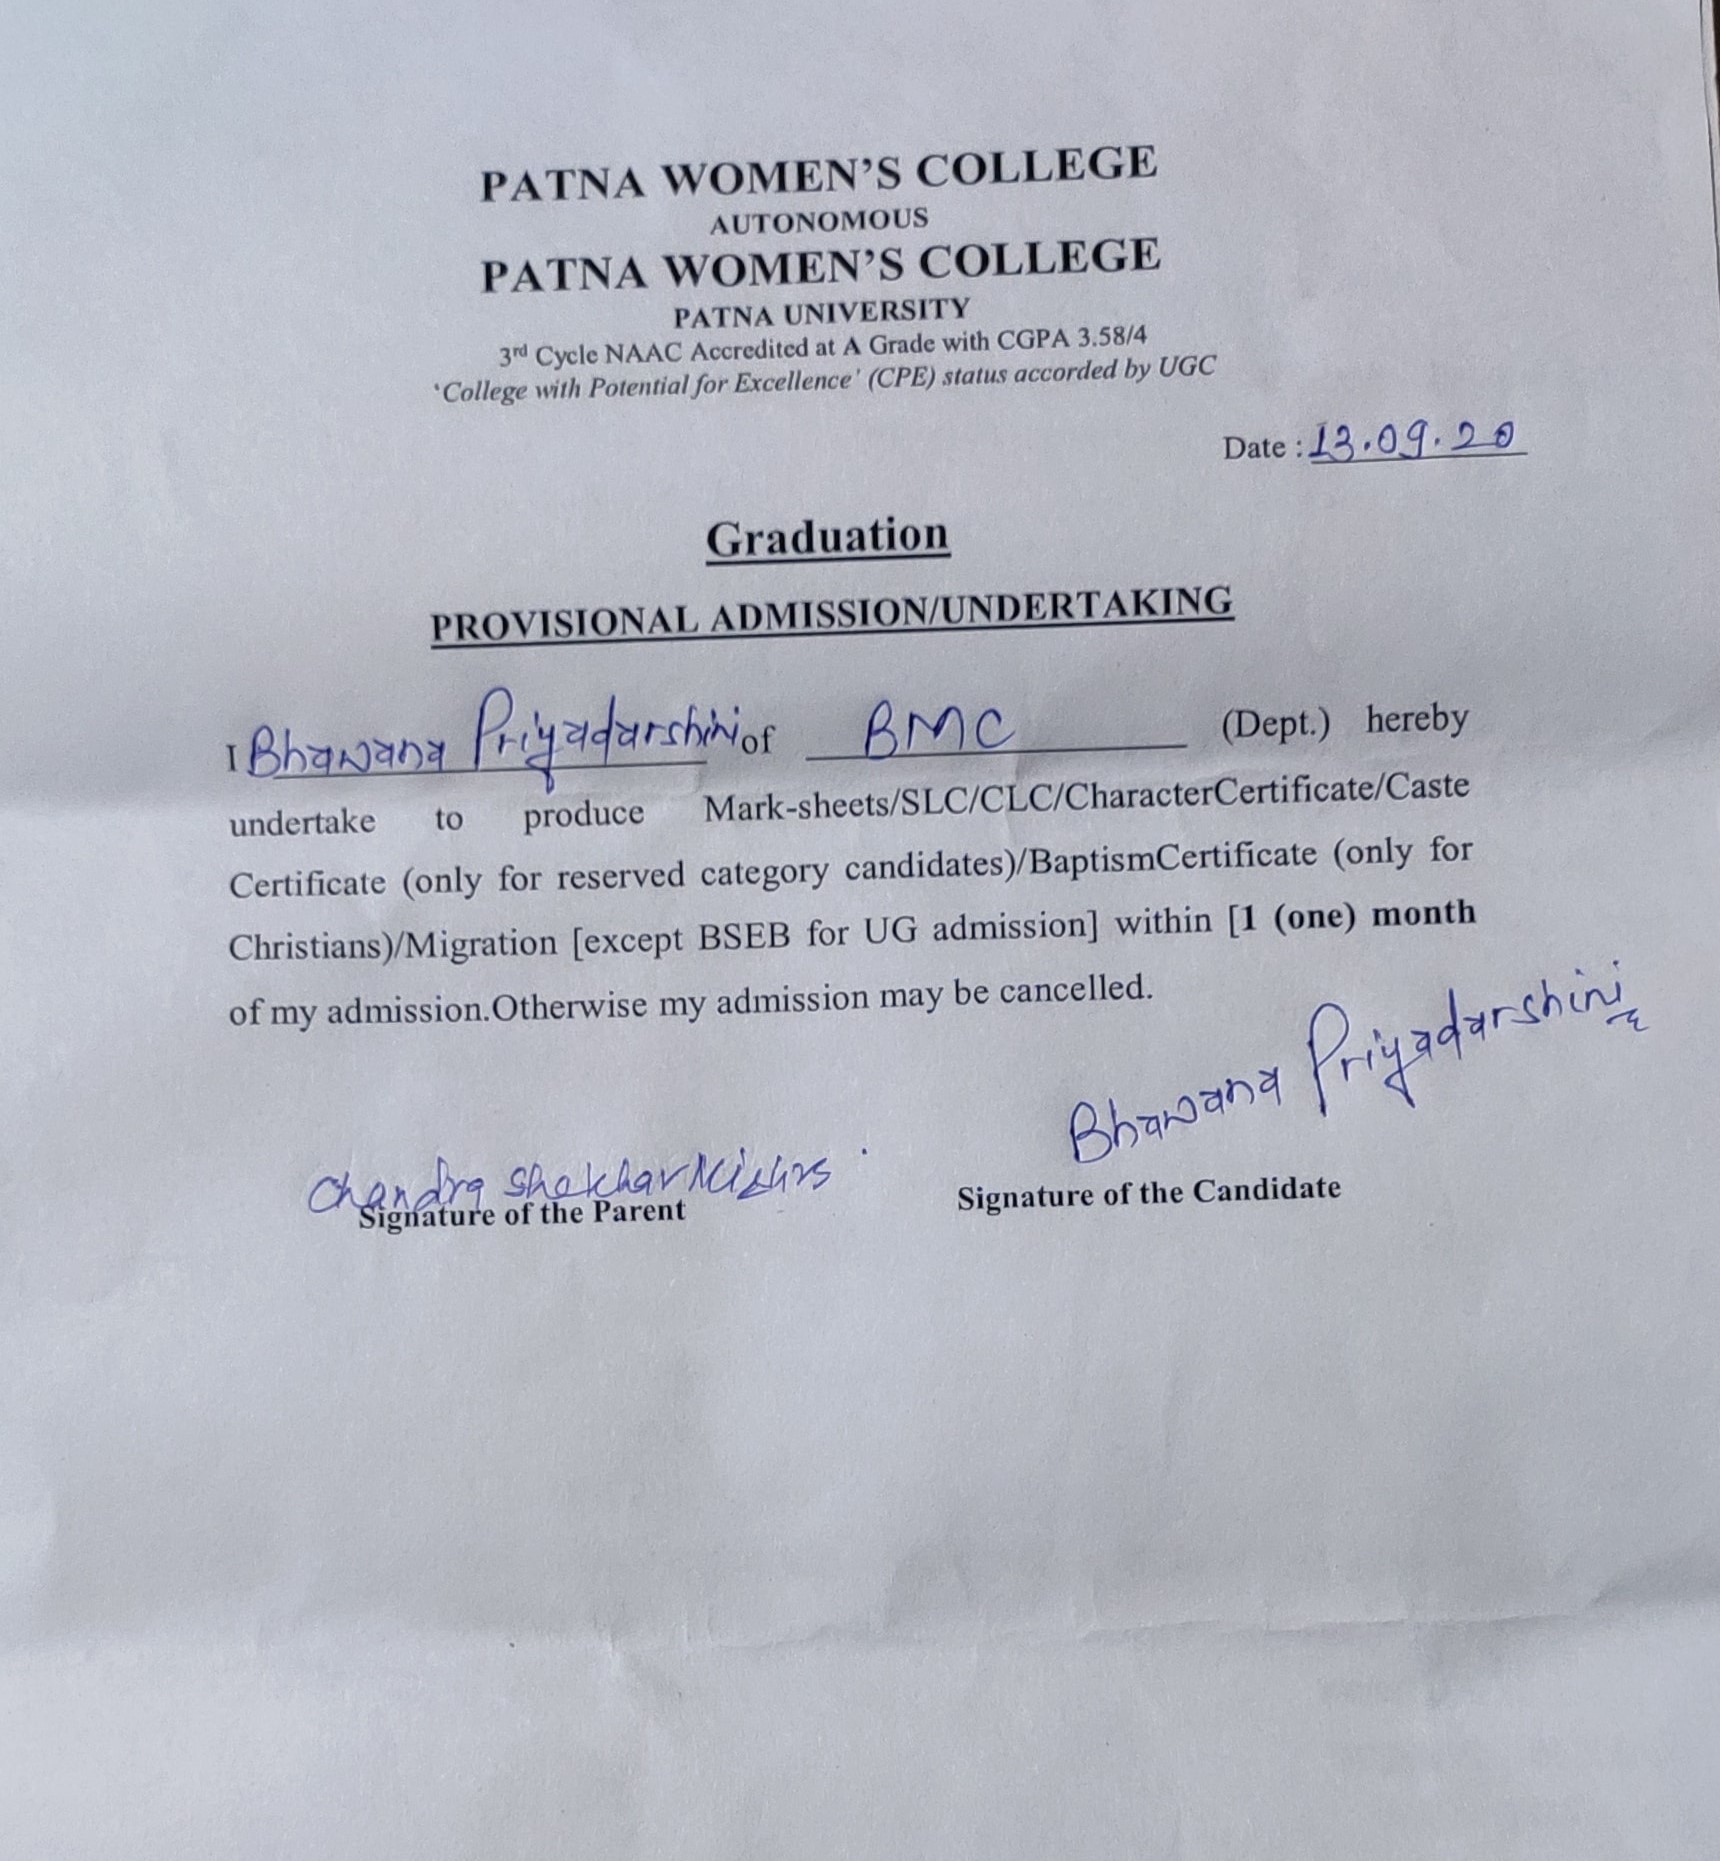 PATNA WOMEN'S COLLEGE
AUTONOMOUS
PATNA WOMEN'S COLLEGE
PATNA UNIVERSITY
3rd Cycle NAAC Accredited at A Grade with CGPA 3.58/4
'College with Potential for Excellence' (CPE) status accorded by UGC
Date : 13.09.20
Graduation
PROVISIONAL ADMISSION/UNDERTAKING
I Bhawana Priyadarshini of BMC (Dept.) hereby
undertake to produce Mark-sheets/SLC/CLC/CharacterCertificate/Caste
Certificate (only for reserved category candidates)/BaptismCertificate (only for
Christians)/Migration [except BSEB for UG admission] within [1 (one) month
of my admission.Otherwise my admission may be cancelled.
Bhawana Priyadarshini
Chandra Shekhar
Signature of the Parent Signature of the Candidate